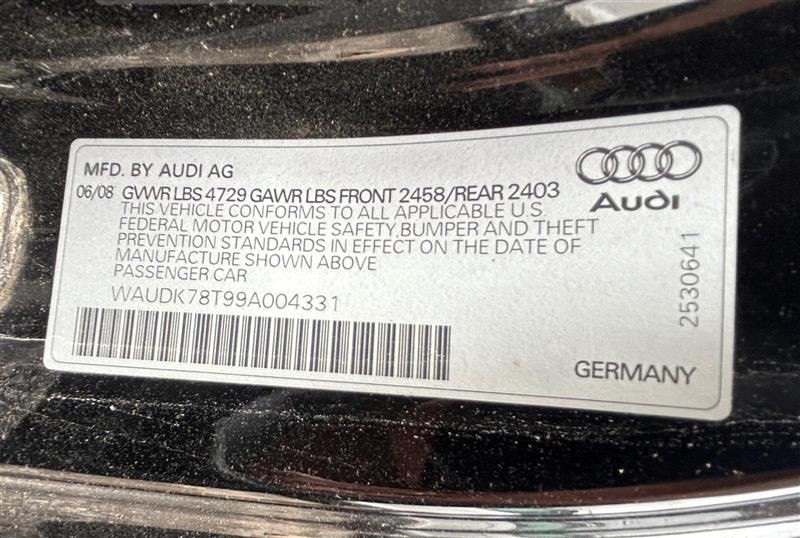 MFD. BY AUDI AG
06/08 GVWR LBS 4729 GAWR LBS FRONT 2458/REAR 2403
THIS VEHICLE CONFORMS TO ALL APPLICABLE U.S.
FEDERAL MOTOR VEHICLE SAFETY,BUMPER AND THEFT
PREVENTION STANDARDS IN EFFECT ON THE DATE OF
MANUFACTURE SHOWN ABOVE
PASSENGER CAR
WAUDK78T99A004331
Audi
2530641
GERMANY